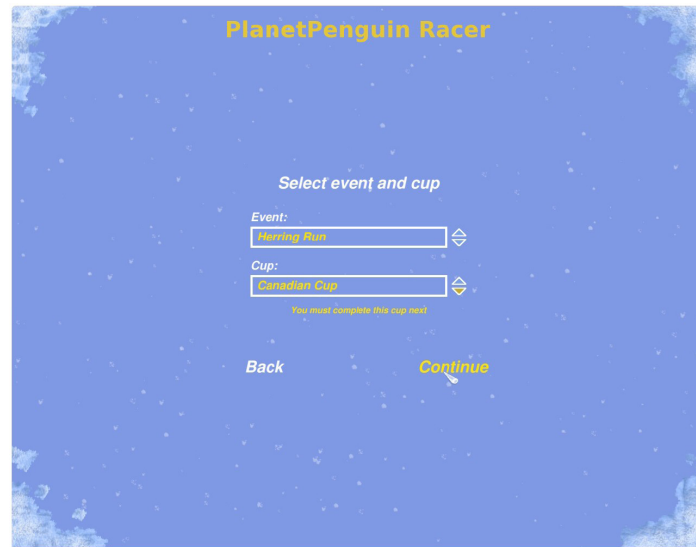 PlanetPenguin Racer
Select event and cup
Event:
Herring Run
Cup:
Canadian Cup
You must complete this cup next
Back
Continue